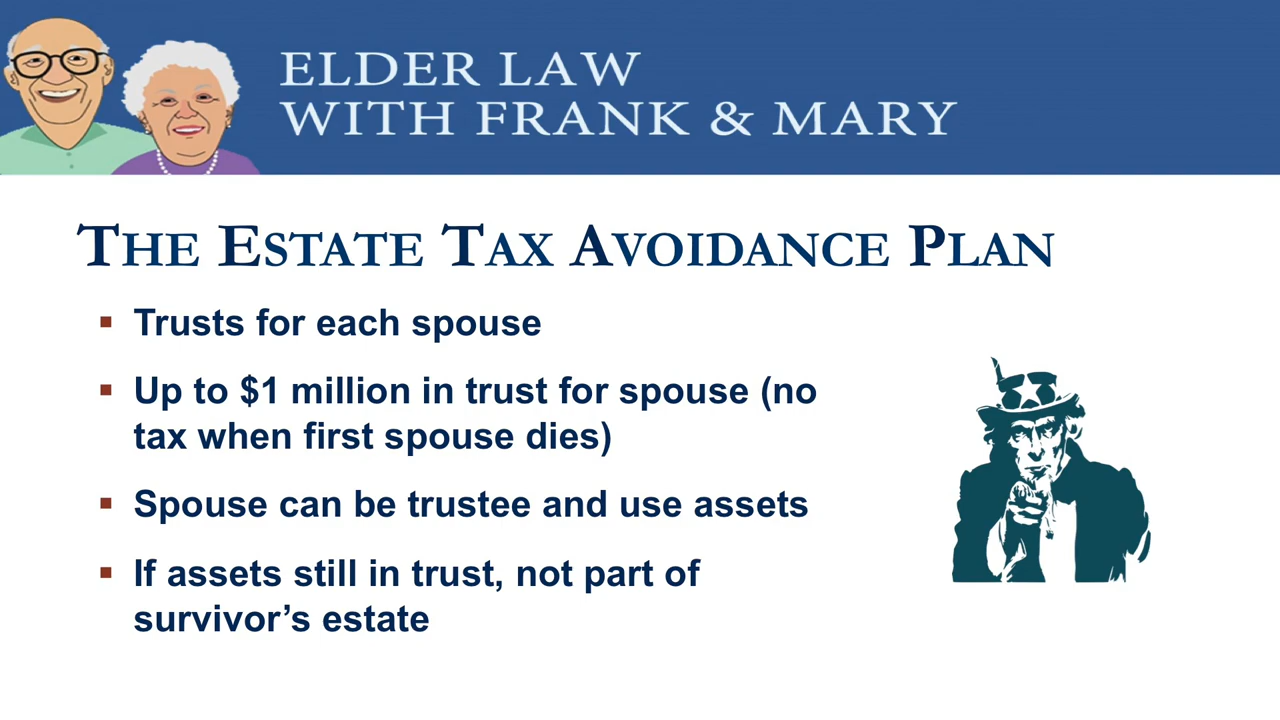 ELDER LAW
WITH FRANK & MARY
THE ESTATE TAX AVOIDANCE PLAN
▪ Trusts for each spouse
▪ Up to $1 million in trust for spouse (no
tax when first spouse dies)
▪ Spouse can be trustee and use assets
▪ If assets still in trust, not part of
survivor’s estate